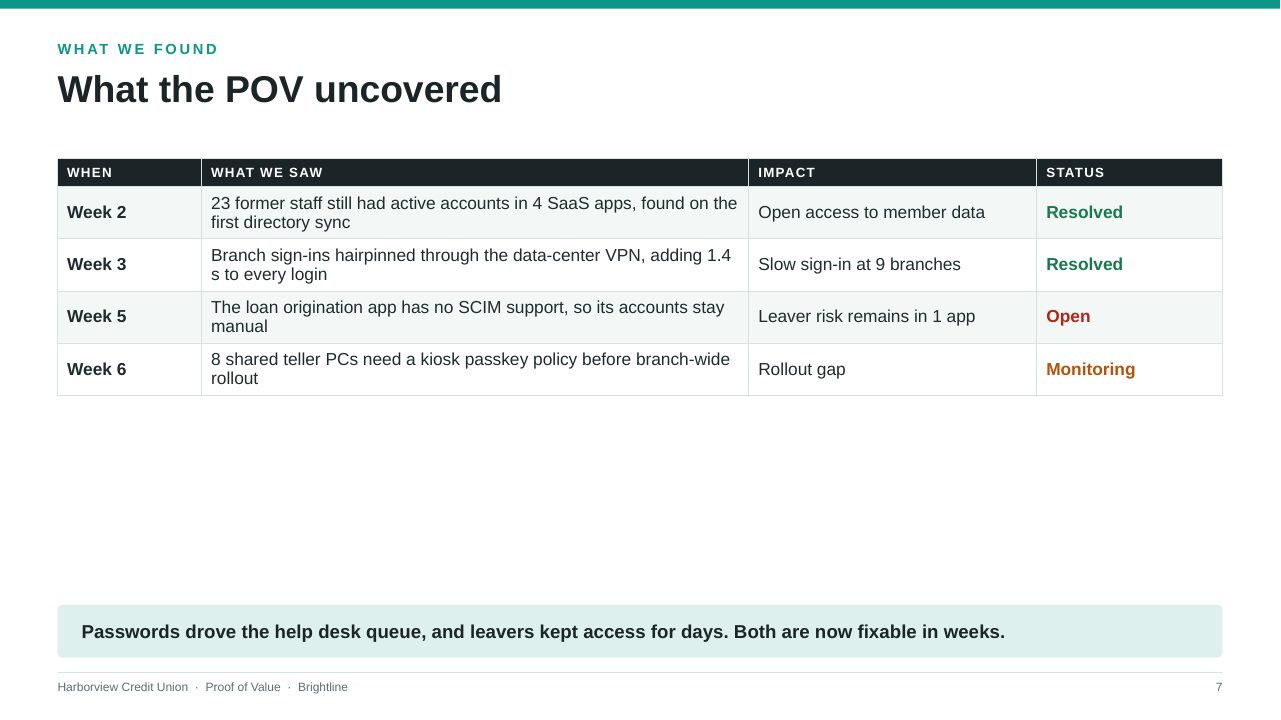 WHAT WE FOUND
What the POV uncovered
WHEN WHAT WE SAW IMPACT STATUS
Week 2 23 former staff still had active accounts in 4 SaaS apps, found on the first directory sync Open access to member data Resolved
Week 3 Branch sign-ins hairpinned through the data-center VPN, adding 1.4 s to every login Slow sign-in at 9 branches Resolved
Week 5 The loan origination app has no SCIM support, so its accounts stay manual Leaver risk remains in 1 app Open
Week 6 8 shared teller PCs need a kiosk passkey policy before branch-wide rollout Rollout gap Monitoring
Passwords drove the help desk queue, and leavers kept access for days. Both are now fixable in weeks.
Harborview Credit Union · Proof of Value · Brightline 7